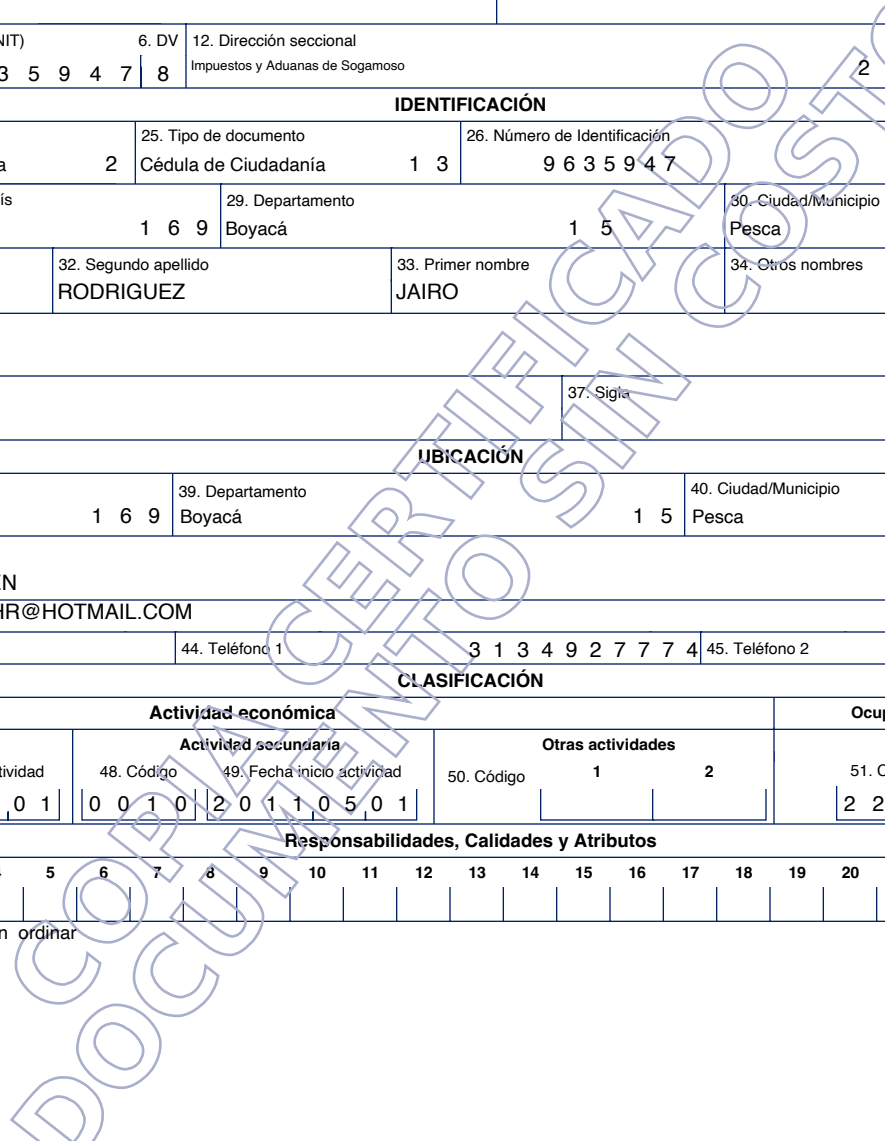 NIT) 6. DV 12. Dirección seccional
3 5 9 4 7 8 Impuestos y Aduanas de Sogamoso 2
IDENTIFICACIÓN
25. Tipo de documento 26. Número de Identificación
a 2 Cédula de Ciudadanía 1 3 9 6 3 5 9 4 7
ís 29. Departamento 30. Ciudad/Municipio
1 6 9 Boyacá 1 5 Pesca
32. Segundo apellido 33. Primer nombre 34. Otros nombres
RODRIGUEZ JAIRO
37. Sigla
UBICACIÓN
39. Departamento 40. Ciudad/Municipio
1 6 9 Boyacá 1 5 Pesca
EN
HR@HOTMAIL.COM
44. Teléfono 1 3 1 3 4 9 2 7 7 7 4 45. Teléfono 2
CLASIFICACIÓN
Actividad económica Ocup
Actividad secundaria Otras actividades
tividad 48. Código 49. Fecha inicio actividad 50. Código 1 2 51. C
0 1 0 0 1 0 2 0 1 1 0 5 0 1 2 2
Responsabilidades, Calidades y Atributos
5 6 7 8 9 10 11 12 13 14 15 16 17 18 19 20
n ordinar
COPIA CERTIFICADO
DOCUMENTO SIN COSTO